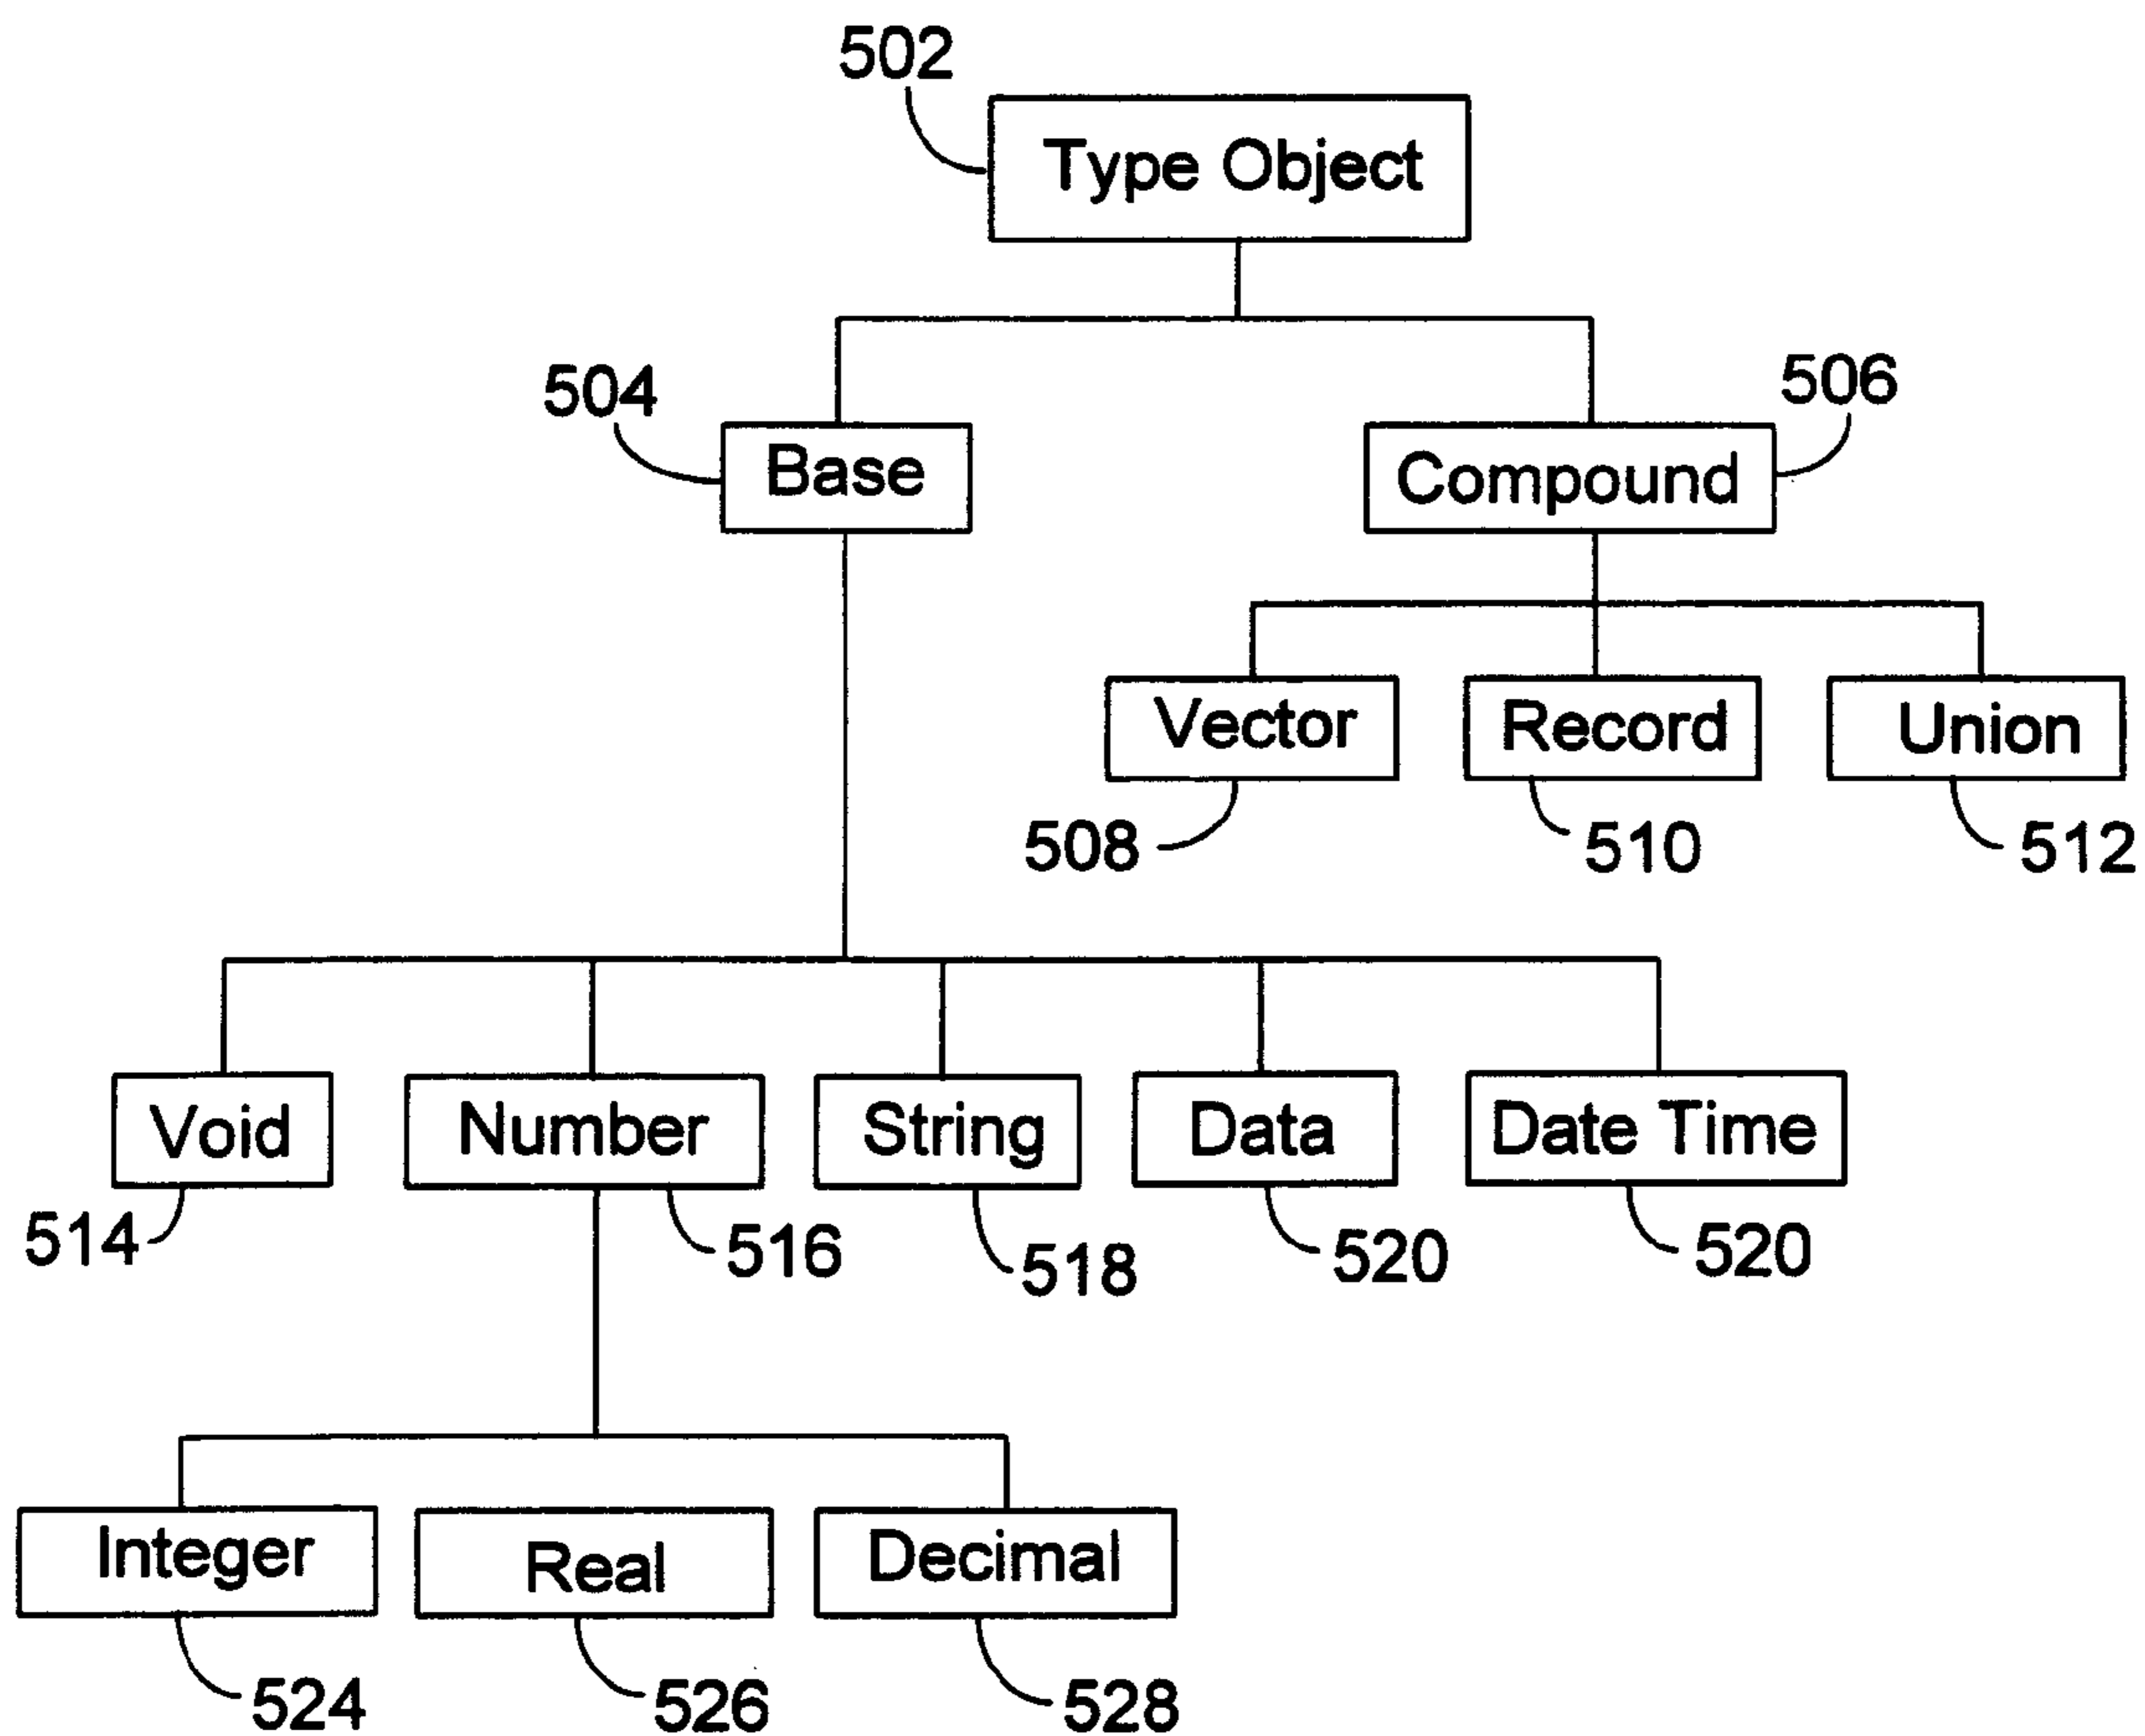 502
Type Object
504
506
Base
Compound
Vector
Record
Union
508
510
512
Void
Number
String
Data
Date Time
514
516
518
520
520
Integer
Real
Decimal
524
526
528